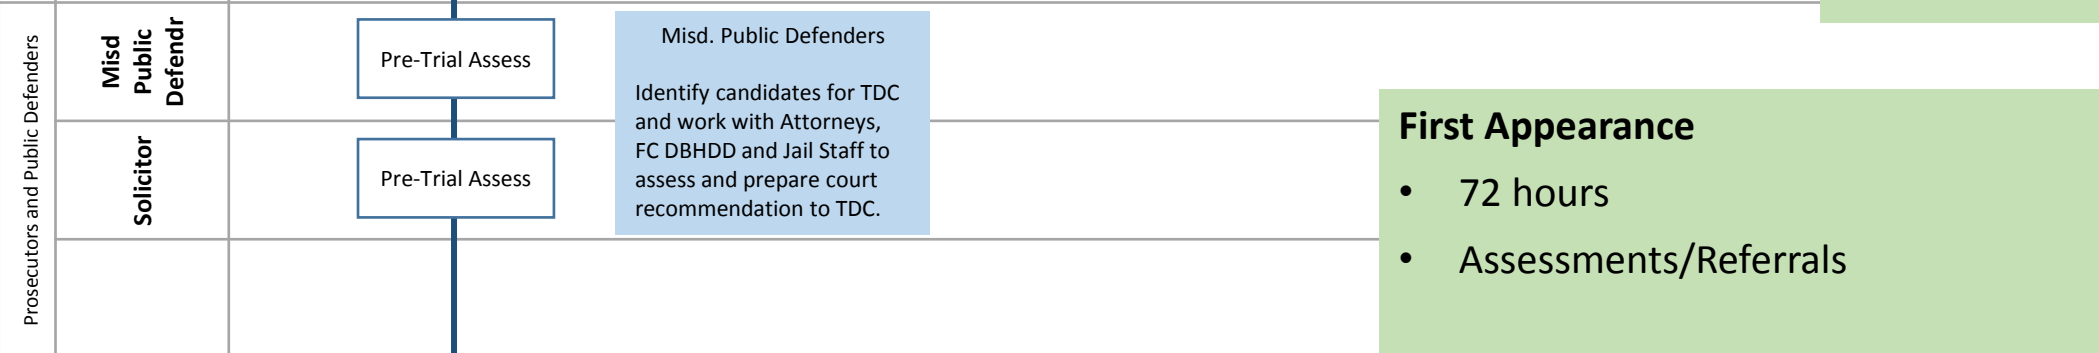 Prosecutors and Public Defenders
Misd
Public
Defendr
Pre-Trial Assess
Misd. Public Defenders
Identify candidates for TDC
and work with Attorneys,
FC DBHDD and Jail Staff to
assess and prepare court
recommendation to TDC.
Solicitor
Pre-Trial Assess
First Appearance
• 72 hours
• Assessments/Referrals